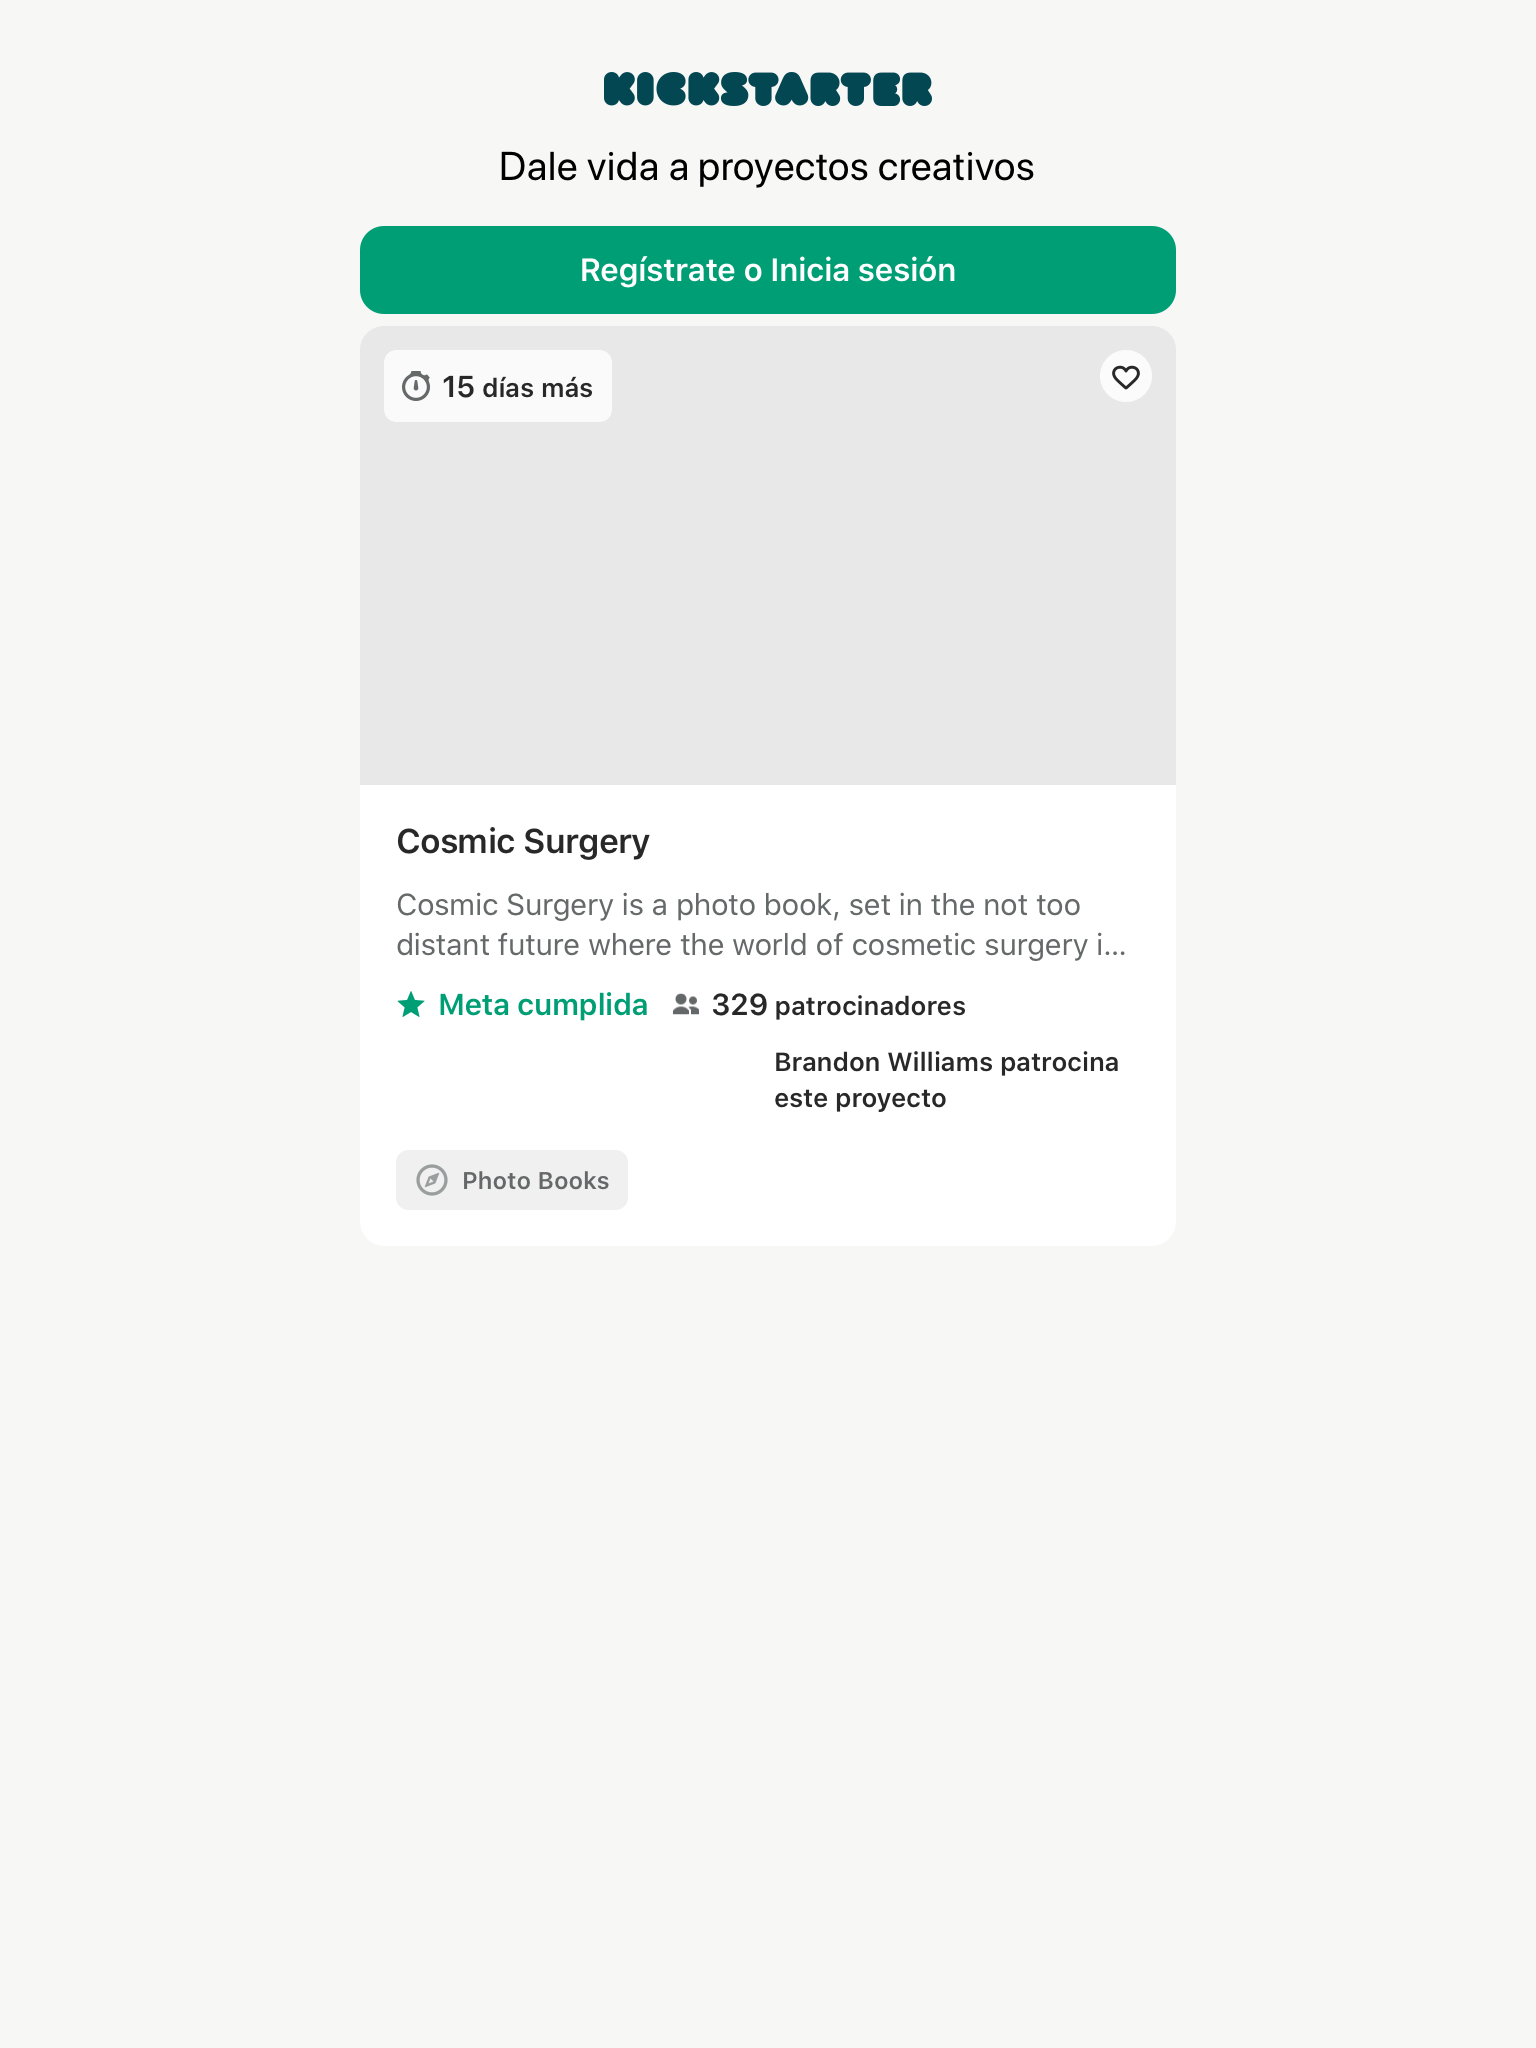 KICKSTARTER
Dale vida a proyectos creativos
Regístrate o Inicia sesión
15 días más
Cosmic Surgery
Cosmic Surgery is a photo book, set in the not too
distant future where the world of cosmetic surgery i...
Meta cumplida
329 patrocinadores
Brandon Williams patrocina
este proyecto
Photo Books